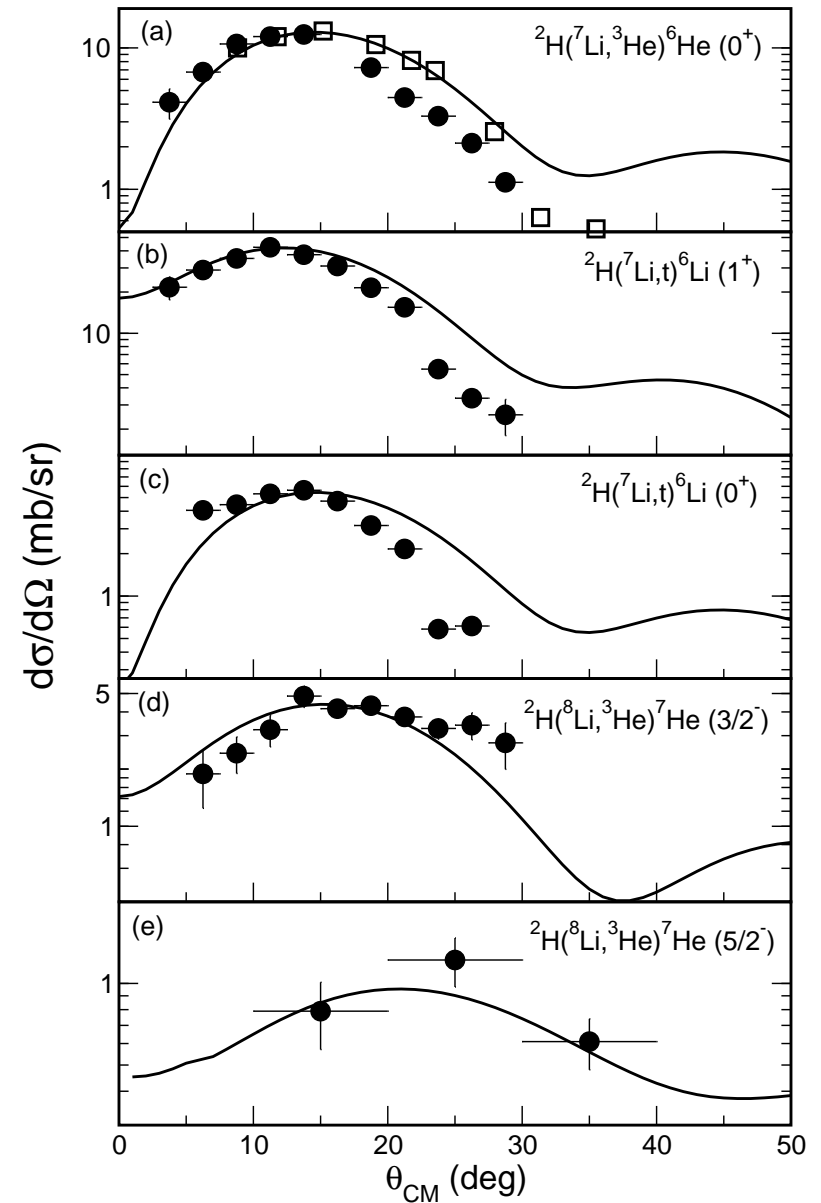 (a)
²H(⁷Li,³He)⁶He (0⁺)
10
1
(b)
²H(⁷Li,t)⁶Li (1⁺)
10
(c)
²H(⁷Li,t)⁶Li (0⁺)
1
dσ/dΩ (mb/sr)
(d)
²H(⁸Li,³He)⁷He (3/2⁻)
5
1
(e)
²H(⁸Li,³He)⁷He (5/2⁻)
1
0 10 20 30 40 50
θCM (deg)